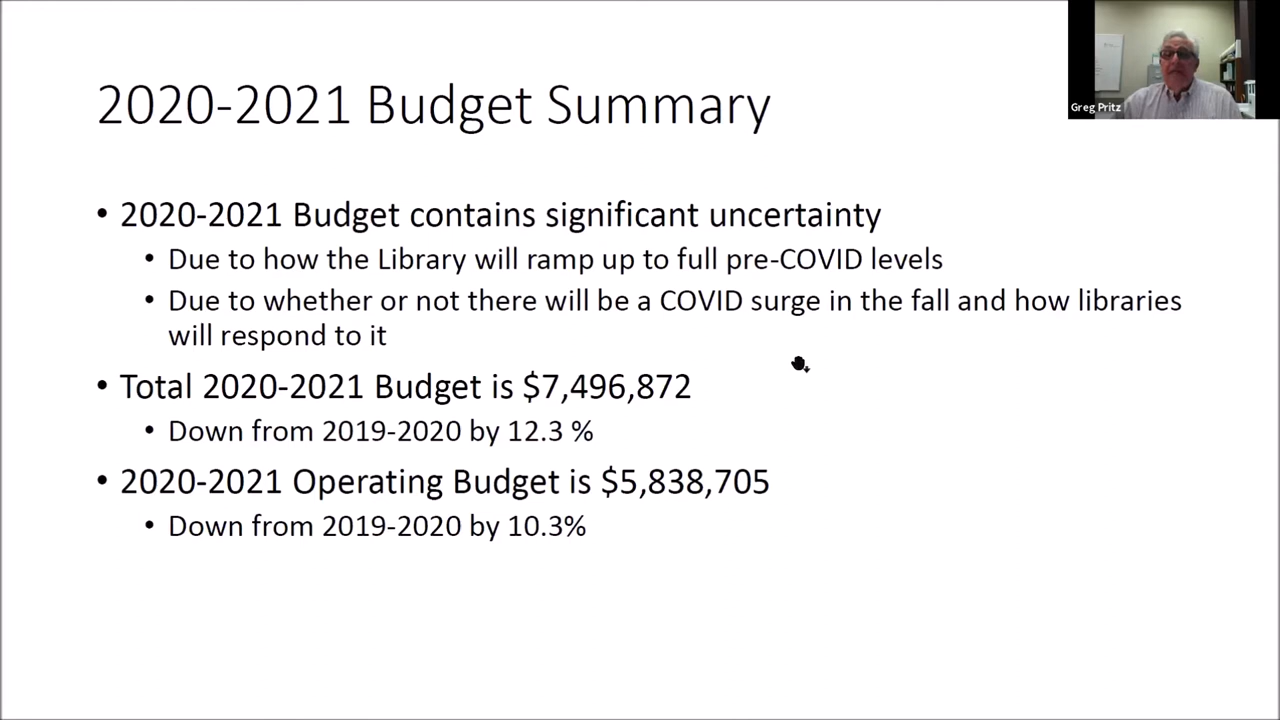 Greg Pritz
2020-2021 Budget Summary
• 2020-2021 Budget contains significant uncertainty
• Due to how the Library will ramp up to full pre-COVID levels
• Due to whether or not there will be a COVID surge in the fall and how libraries
will respond to it
• Total 2020-2021 Budget is $7,496,872
• Down from 2019-2020 by 12.3 %
• 2020-2021 Operating Budget is $5,838,705
• Down from 2019-2020 by 10.3%